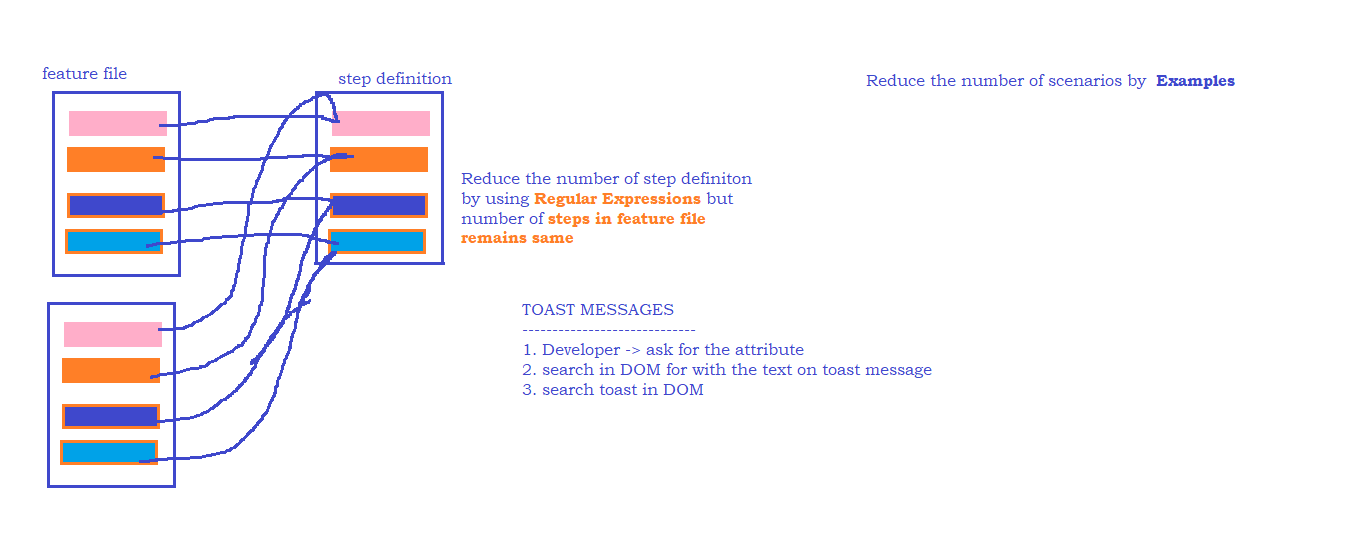 feature file
step definition
Reduce the number of scenarios by Examples
Reduce the number of step definiton
by using Regular Expressions but
number of steps in feature file
remains same
TOAST MESSAGES
-----------------------------
1. Developer -> ask for the attribute
2. search in DOM for with the text on toast message
3. search toast in DOM